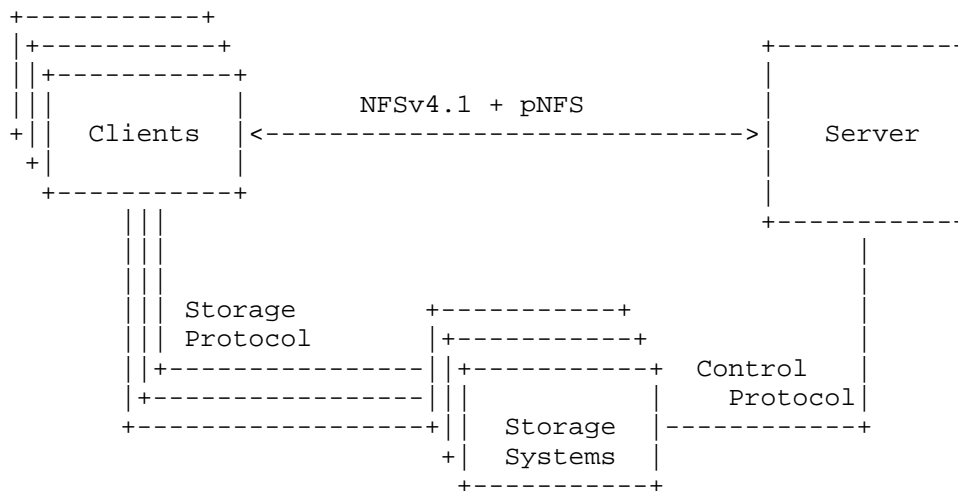 NFSv4.1 + pNFS
Clients
Server
Storage
Protocol
Control
Protocol
Storage
Systems